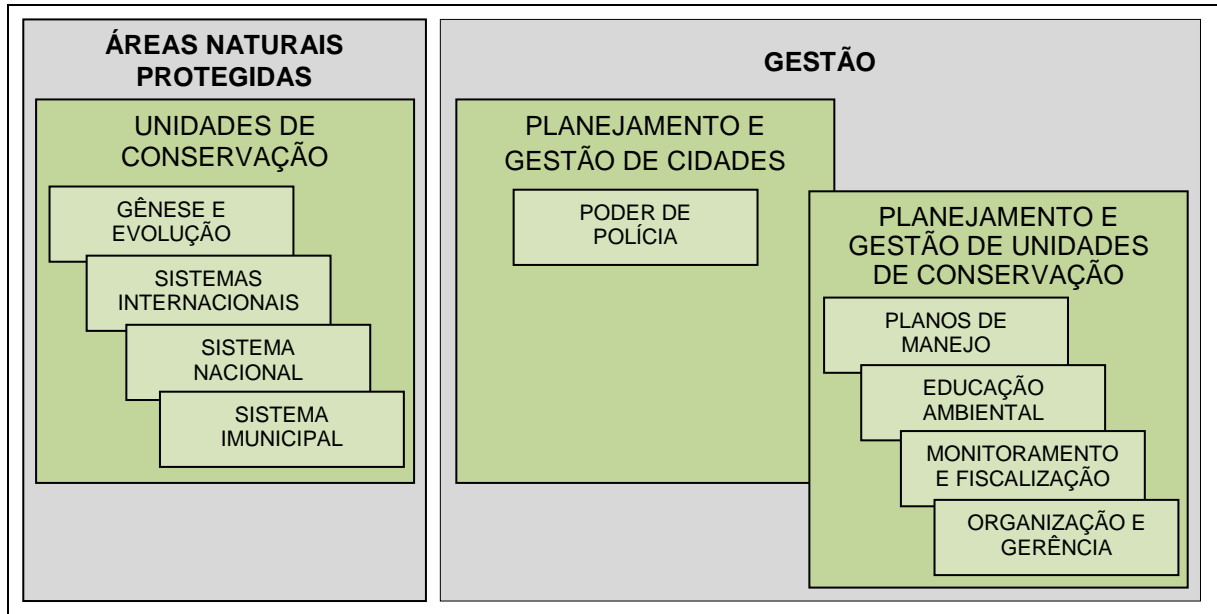 ÁREAS NATURAIS
PROTEGIDAS
UNIDADES DE
CONSERVAÇÃO
GÊNESE E
EVOLUÇÃO
SISTEMAS
INTERNACIONAIS
SISTEMA
NACIONAL
SISTEMA
IMUNICIPAL
GESTÃO
PLANEJAMENTO E
GESTÃO DE CIDADES
PODER DE
POLÍCIA
PLANEJAMENTO E
GESTÃO DE UNIDADES
DE CONSERVAÇÃO
PLANOS DE
MANEJO
EDUCAÇÃO
AMBIENTAL
MONITORAMENTO
E FISCALIZAÇÃO
ORGANIZAÇÃO E
GERÊNCIA